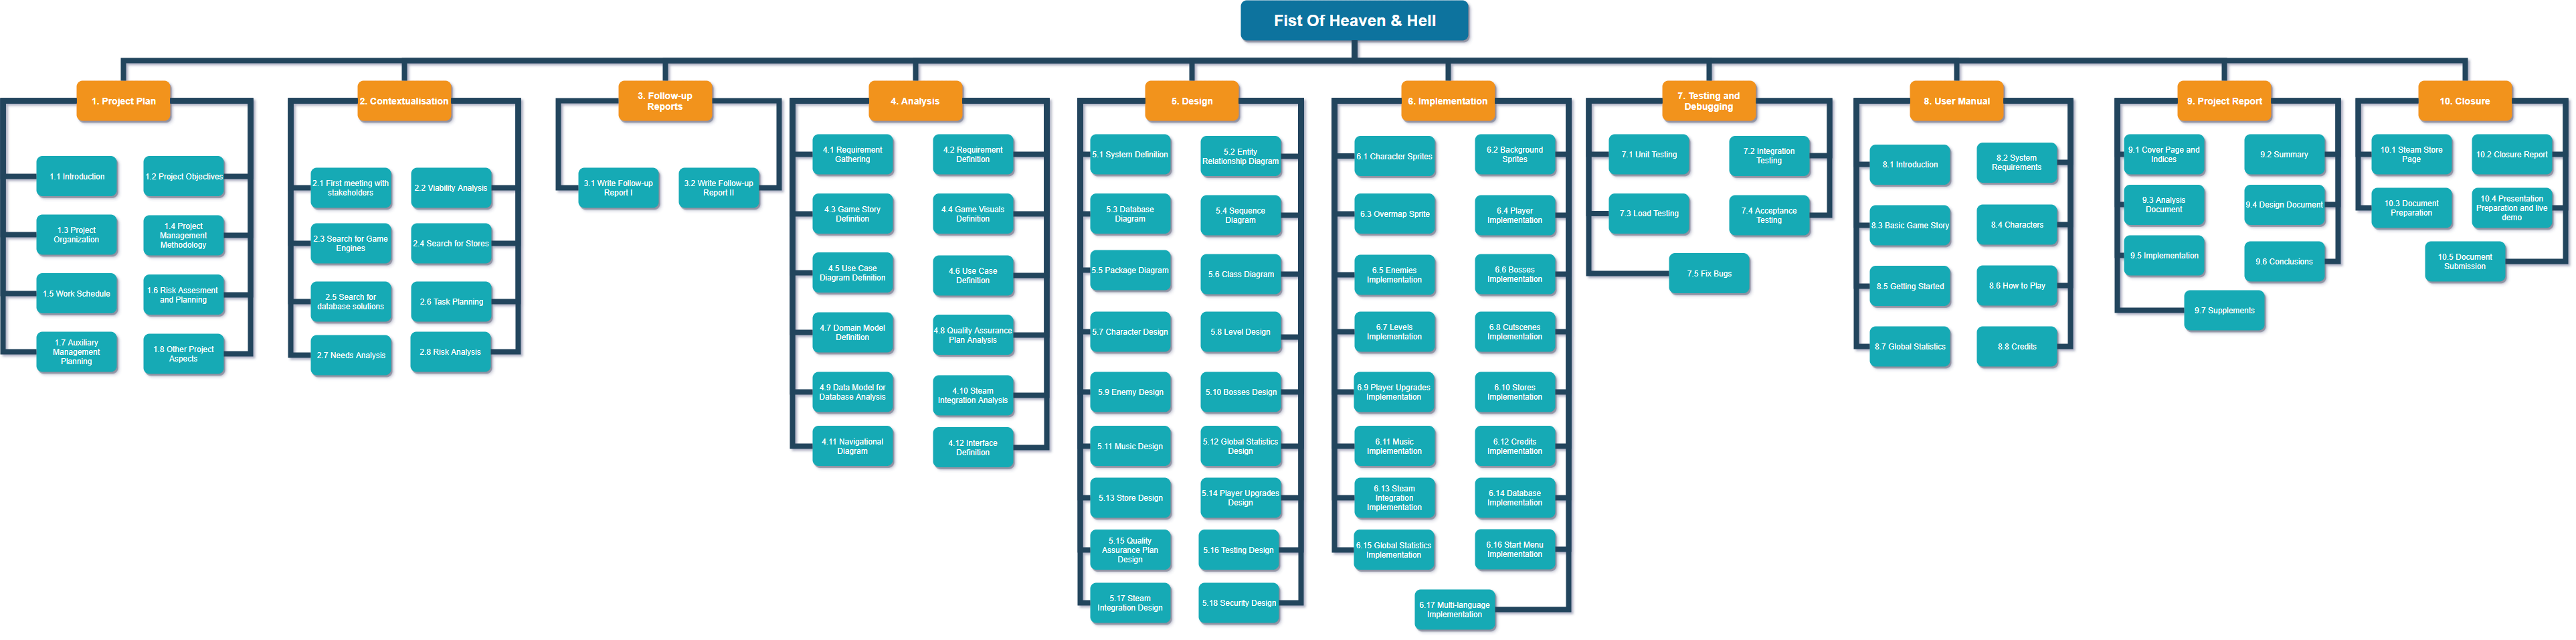 Fist Of Heaven & Hell
1. Project Plan
1.1 Introduction
1.2 Project Objectives
1.3 Project
Organization
1.4 Project
Management
Methodology
1.5 Work Schedule
1.6 Risk Assesment
and Planning
1.7 Auxiliary
Management
Planning
1.8 Other Project
Aspects
2. Contextualisation
2.1 First meeting with
stakeholders
2.2 Viability Analysis
2.3 Search for Game
Engines
2.4 Search for Stores
2.5 Search for
database solutions
2.6 Task Planning
2.7 Needs Analysis
2.8 Risk Analysis
3. Follow-up
Reports
3.1 Write Follow-up
Report I
3.2 Write Follow-up
Report II
4. Analysis
4.1 Requirement
Gathering
4.2 Requirement
Definition
4.3 Game Story
Definition
4.4 Game Visuals
Definition
4.5 Use Case
Diagram Definition
4.6 Use Case
Definition
4.7 Domain Model
Definition
4.8 Quality Assurance
Plan Analysis
4.9 Data Model for
Database Analysis
4.10 Steam
Integration Analysis
4.11 Navigational
Diagram
4.12 Interface
Definition
5. Design
5.1 System Definition
5.2 Entity
Relationship Diagram
5.3 Database
Diagram
5.4 Sequence
Diagram
5.5 Package Diagram
5.6 Class Diagram
5.7 Character Design
5.8 Level Design
5.9 Enemy Design
5.10 Bosses Design
5.11 Music Design
5.12 Global Statistics
Design
5.13 Store Design
5.14 Player Upgrades
Design
5.15 Quality
Assurance Plan
Design
5.16 Testing Design
5.17 Steam
Integration Design
5.18 Security Design
6. Implementation
6.1 Character Sprites
6.2 Background
Sprites
6.3 Overmap Sprite
6.4 Player
Implementation
6.5 Enemies
Implementation
6.6 Bosses
Implementation
6.7 Levels
Implementation
6.8 Cutscenes
Implementation
6.9 Player Upgrades
Implementation
6.10 Stores
Implementation
6.11 Music
Implementation
6.12 Credits
Implementation
6.13 Steam
Integration
Implementation
6.14 Database
Implementation
6.15 Global Statistics
Implementation
6.16 Start Menu
Implementation
6.17 Multi-language
Implementation
7. Testing and
Debugging
7.1 Unit Testing
7.2 Integration
Testing
7.3 Load Testing
7.4 Acceptance
Testing
7.5 Fix Bugs
8. User Manual
8.1 Introduction
8.2 System
Requirements
8.3 Basic Game Story
8.4 Characters
8.5 Getting Started
8.6 How to Play
8.7 Global Statistics
8.8 Credits
9. Project Report
9.1 Cover Page and
Indices
9.2 Summary
9.3 Analysis
Document
9.4 Design Document
9.5 Implementation
9.6 Conclusions
9.7 Supplements
10. Closure
10.1 Steam Store
Page
10.2 Closure Report
10.3 Document
Preparation
10.4 Presentation
Preparation and live
demo
10.5 Document
Submission